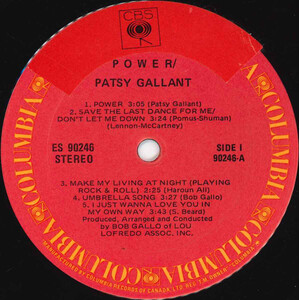 CBS
POWER/
PATSY GALLANT
1. POWER 3:05 (Patsy Gallant)
2. SAVE THE LAST DANCE FOR ME/
DON'T LET ME DOWN 3:24 (Pomus-Shuman)
(Lennon-McCartney)
ES 90246
STEREO
SIDE I
90246-A
3. MAKE MY LIVING AT NIGHT (PLAYING
ROCK & ROLL) 3:25 (Haroun Ali)
4. UMBRELLA SONG 3:27 (Bob Gallo)
5. I JUST WANNA LOVE YOU IN
MY OWN WAY 3:43 (S. Beard)
Produced, Arranged and Conducted
by BOB GALLO of LOU
LOFREDO ASSOC. INC.
COLUMBIA
COLUMBIA
COLUMBIA
COLUMBIA
COLUMBIA
COLUMBIA